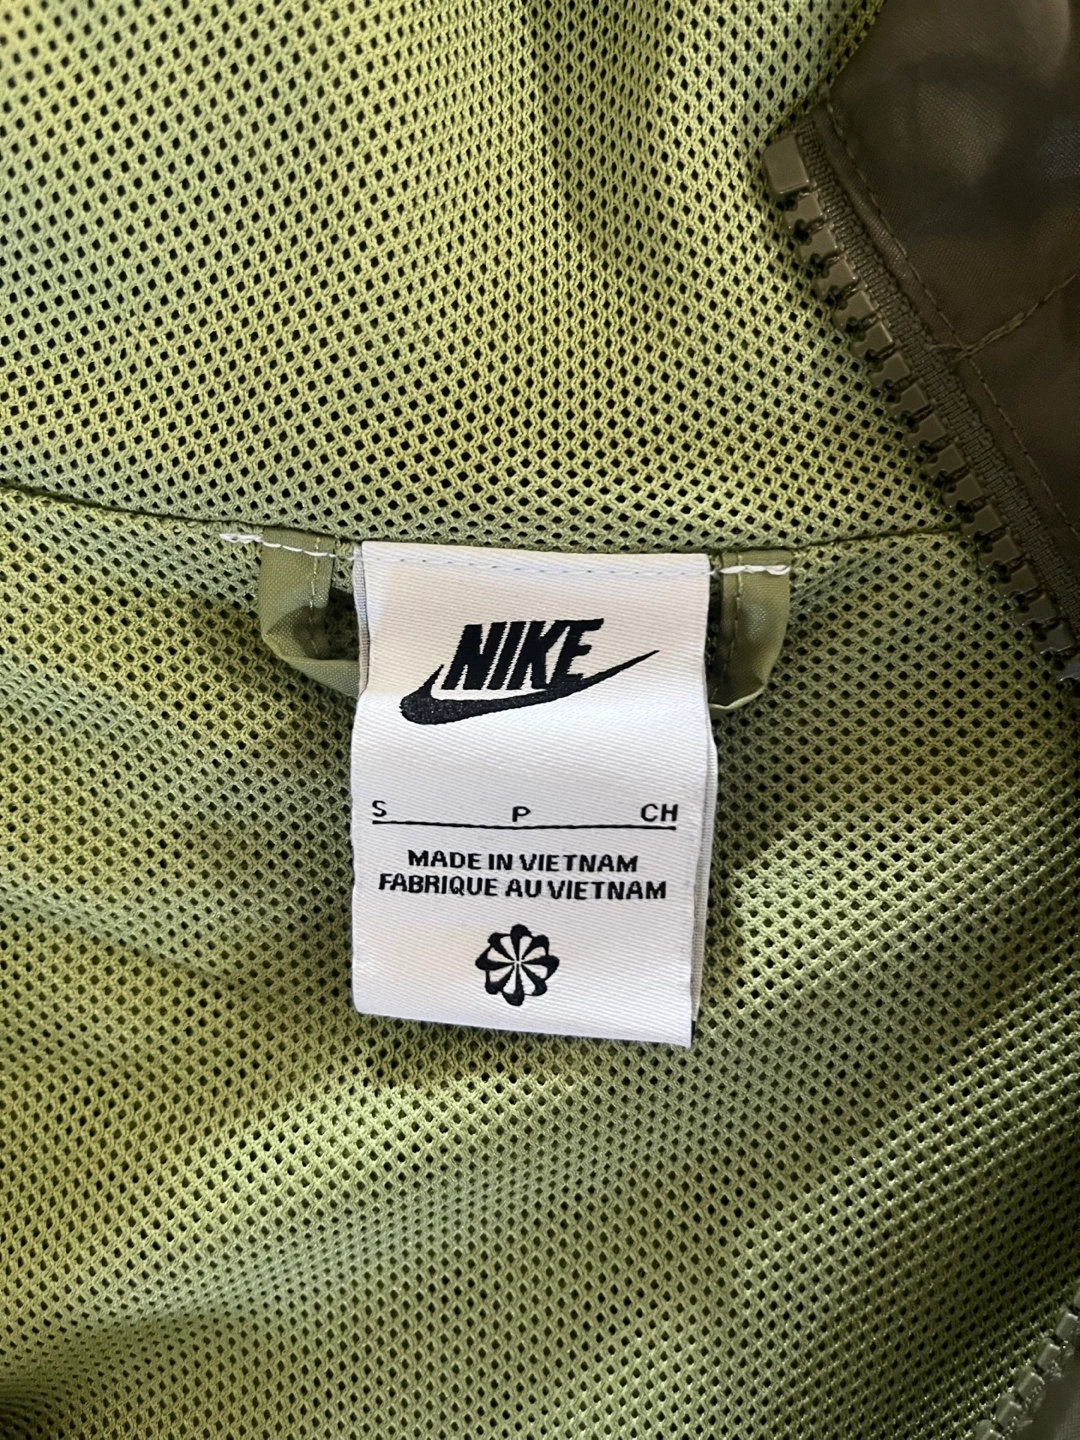 NIKE
S P CH
MADE IN VIETNAM
FABRIQUE AU VIETNAM